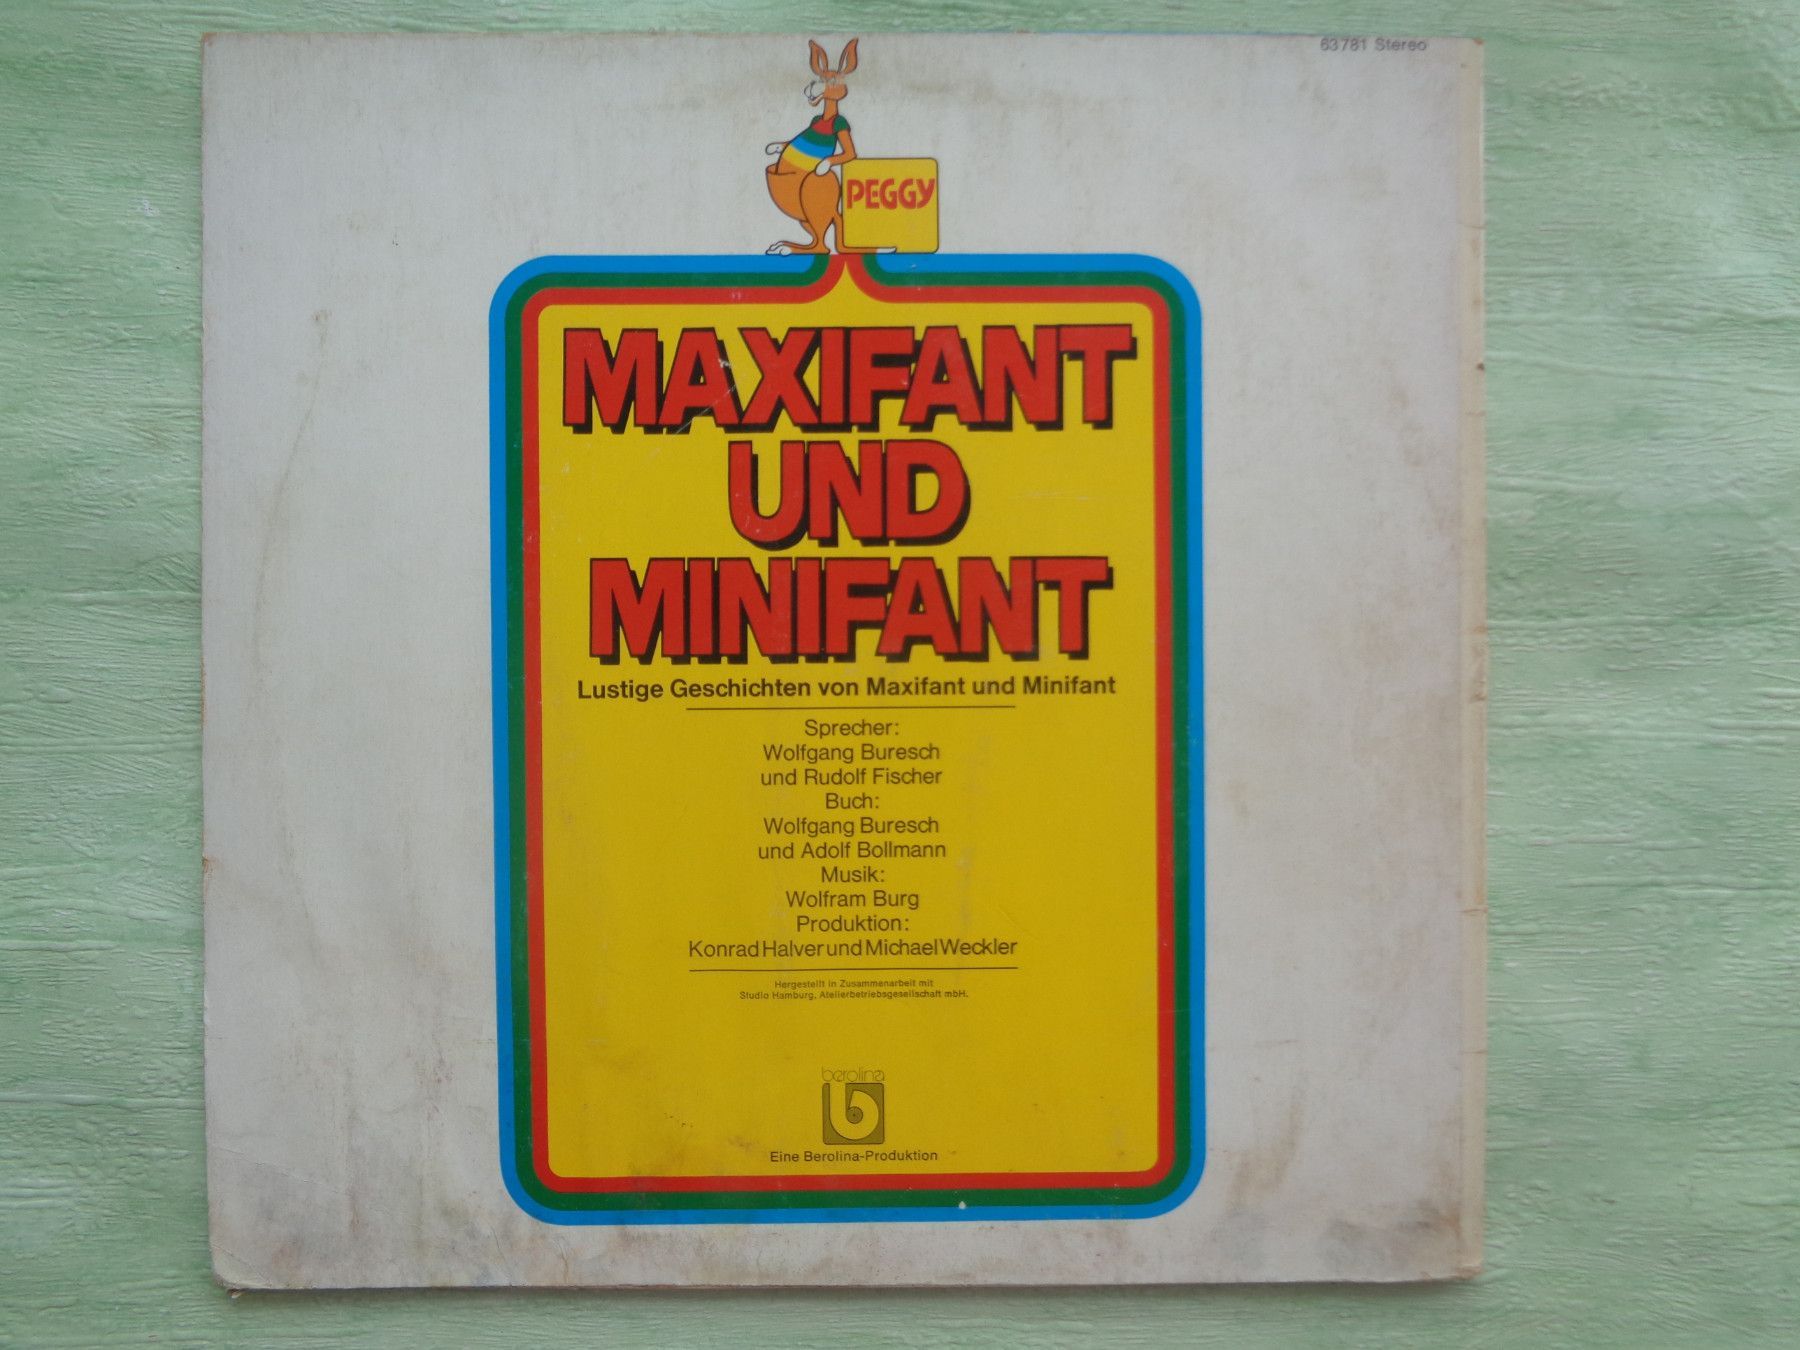 63781 Stereo
PEGGY
MAXIFANT
UND
MINIFANT
Lustige Geschichten von Maxifant und Minifant
Sprecher:
Wolfgang Buresch
und Rudolf Fischer
Buch:
Wolfgang Buresch
und Adolf Bollmann
Musik:
Wolfram Burg
Produktion:
Konrad Halver und Michael Weckler
Hergestellt in Zusammenarbeit mit
Studio Hamburg, Atelierbetriebsgesellschaft mbH.
berolina
b
Eine Berolina-Produktion